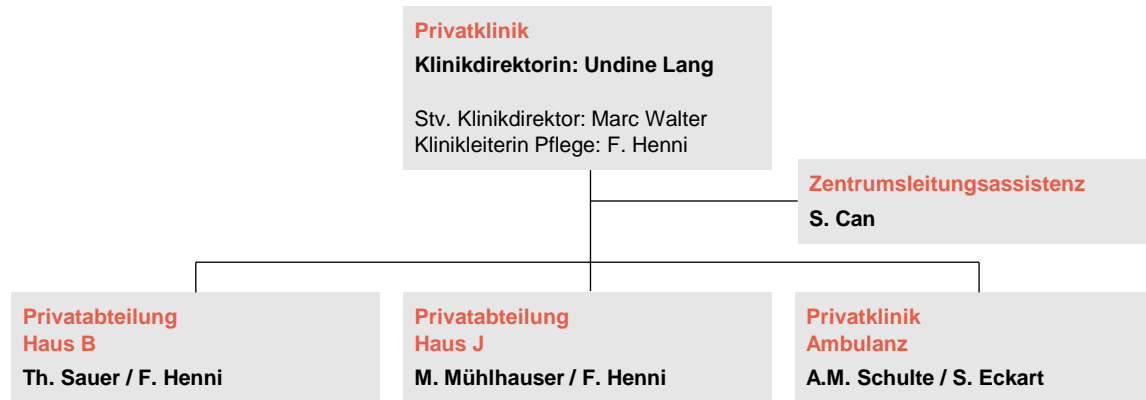 Privatklinik
Klinikdirektorin: Undine Lang
Stv. Klinikdirektor: Marc Walter
Klinikleiterin Pflege: F. Henni
Zentrumsleitungsassistenz
S. Can
Privatabteilung
Haus B
Th. Sauer / F. Henni
Privatabteilung
Haus J
M. Mühlhauser / F. Henni
Privatklinik
Ambulanz
A.M. Schulte / S. Eckart